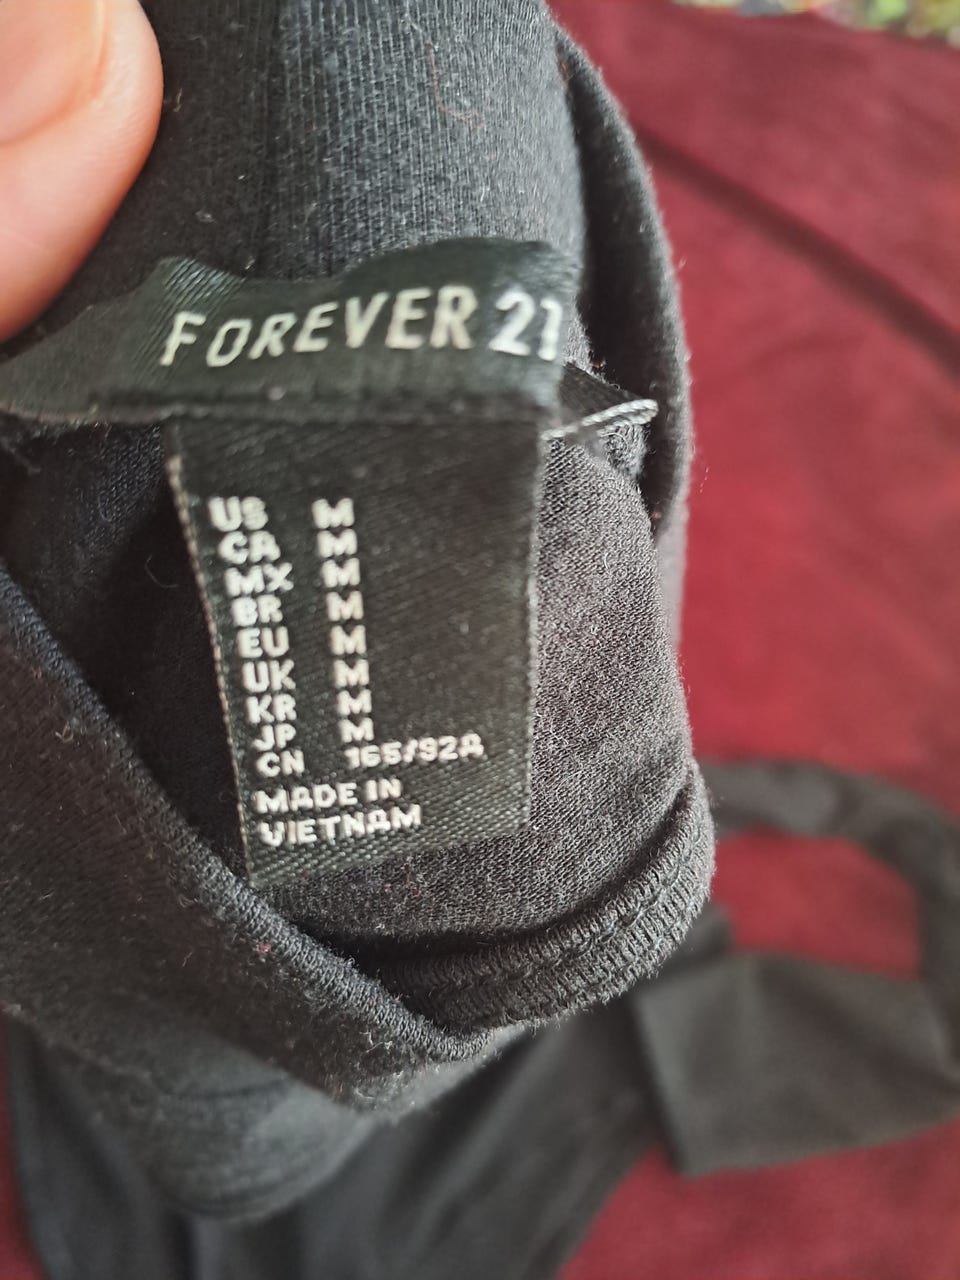 FOREVER 21
US M
CA M
MX M
BR M
EU M
UK M
KR M
JP M
CN 165/92A
MADE IN
VIETNAM